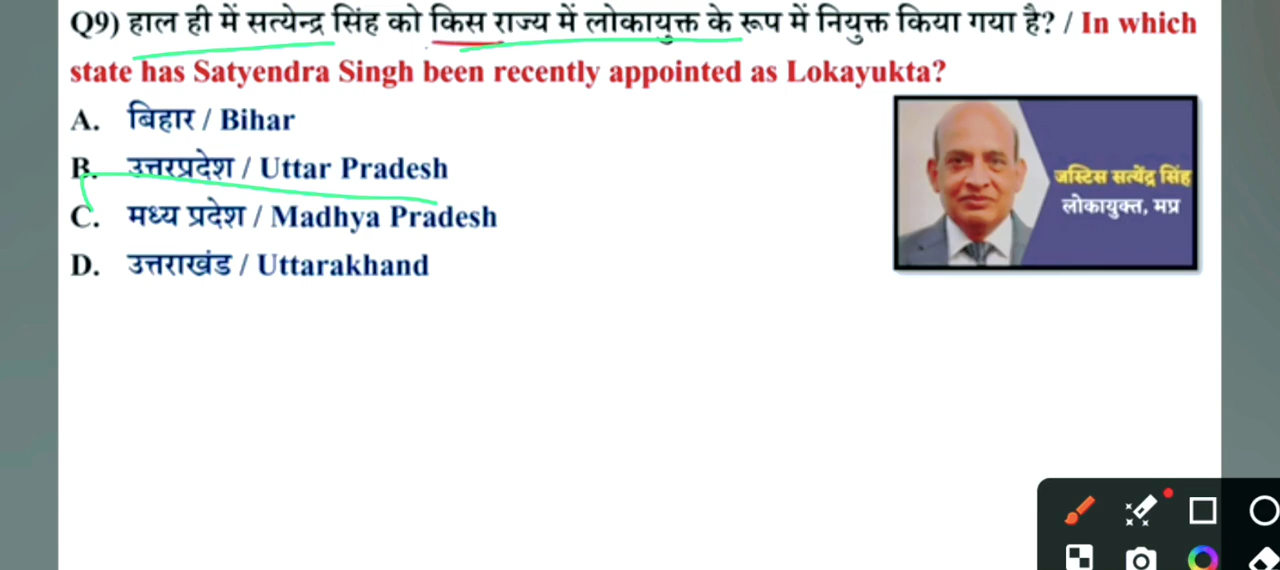 Q9) हाल ही में सत्येन्द्र सिंह को किस राज्य में लोकायुक्त के रूप में नियुक्त किया गया है? / In which
state has Satyendra Singh been recently appointed as Lokayukta?
A. बिहार / Bihar
B. उत्तरप्रदेश / Uttar Pradesh
C. मध्य प्रदेश / Madhya Pradesh
D. उत्तराखंड / Uttarakhand
जस्टिस सत्येंद्र सिंह
लोकायुक्त, मप्र